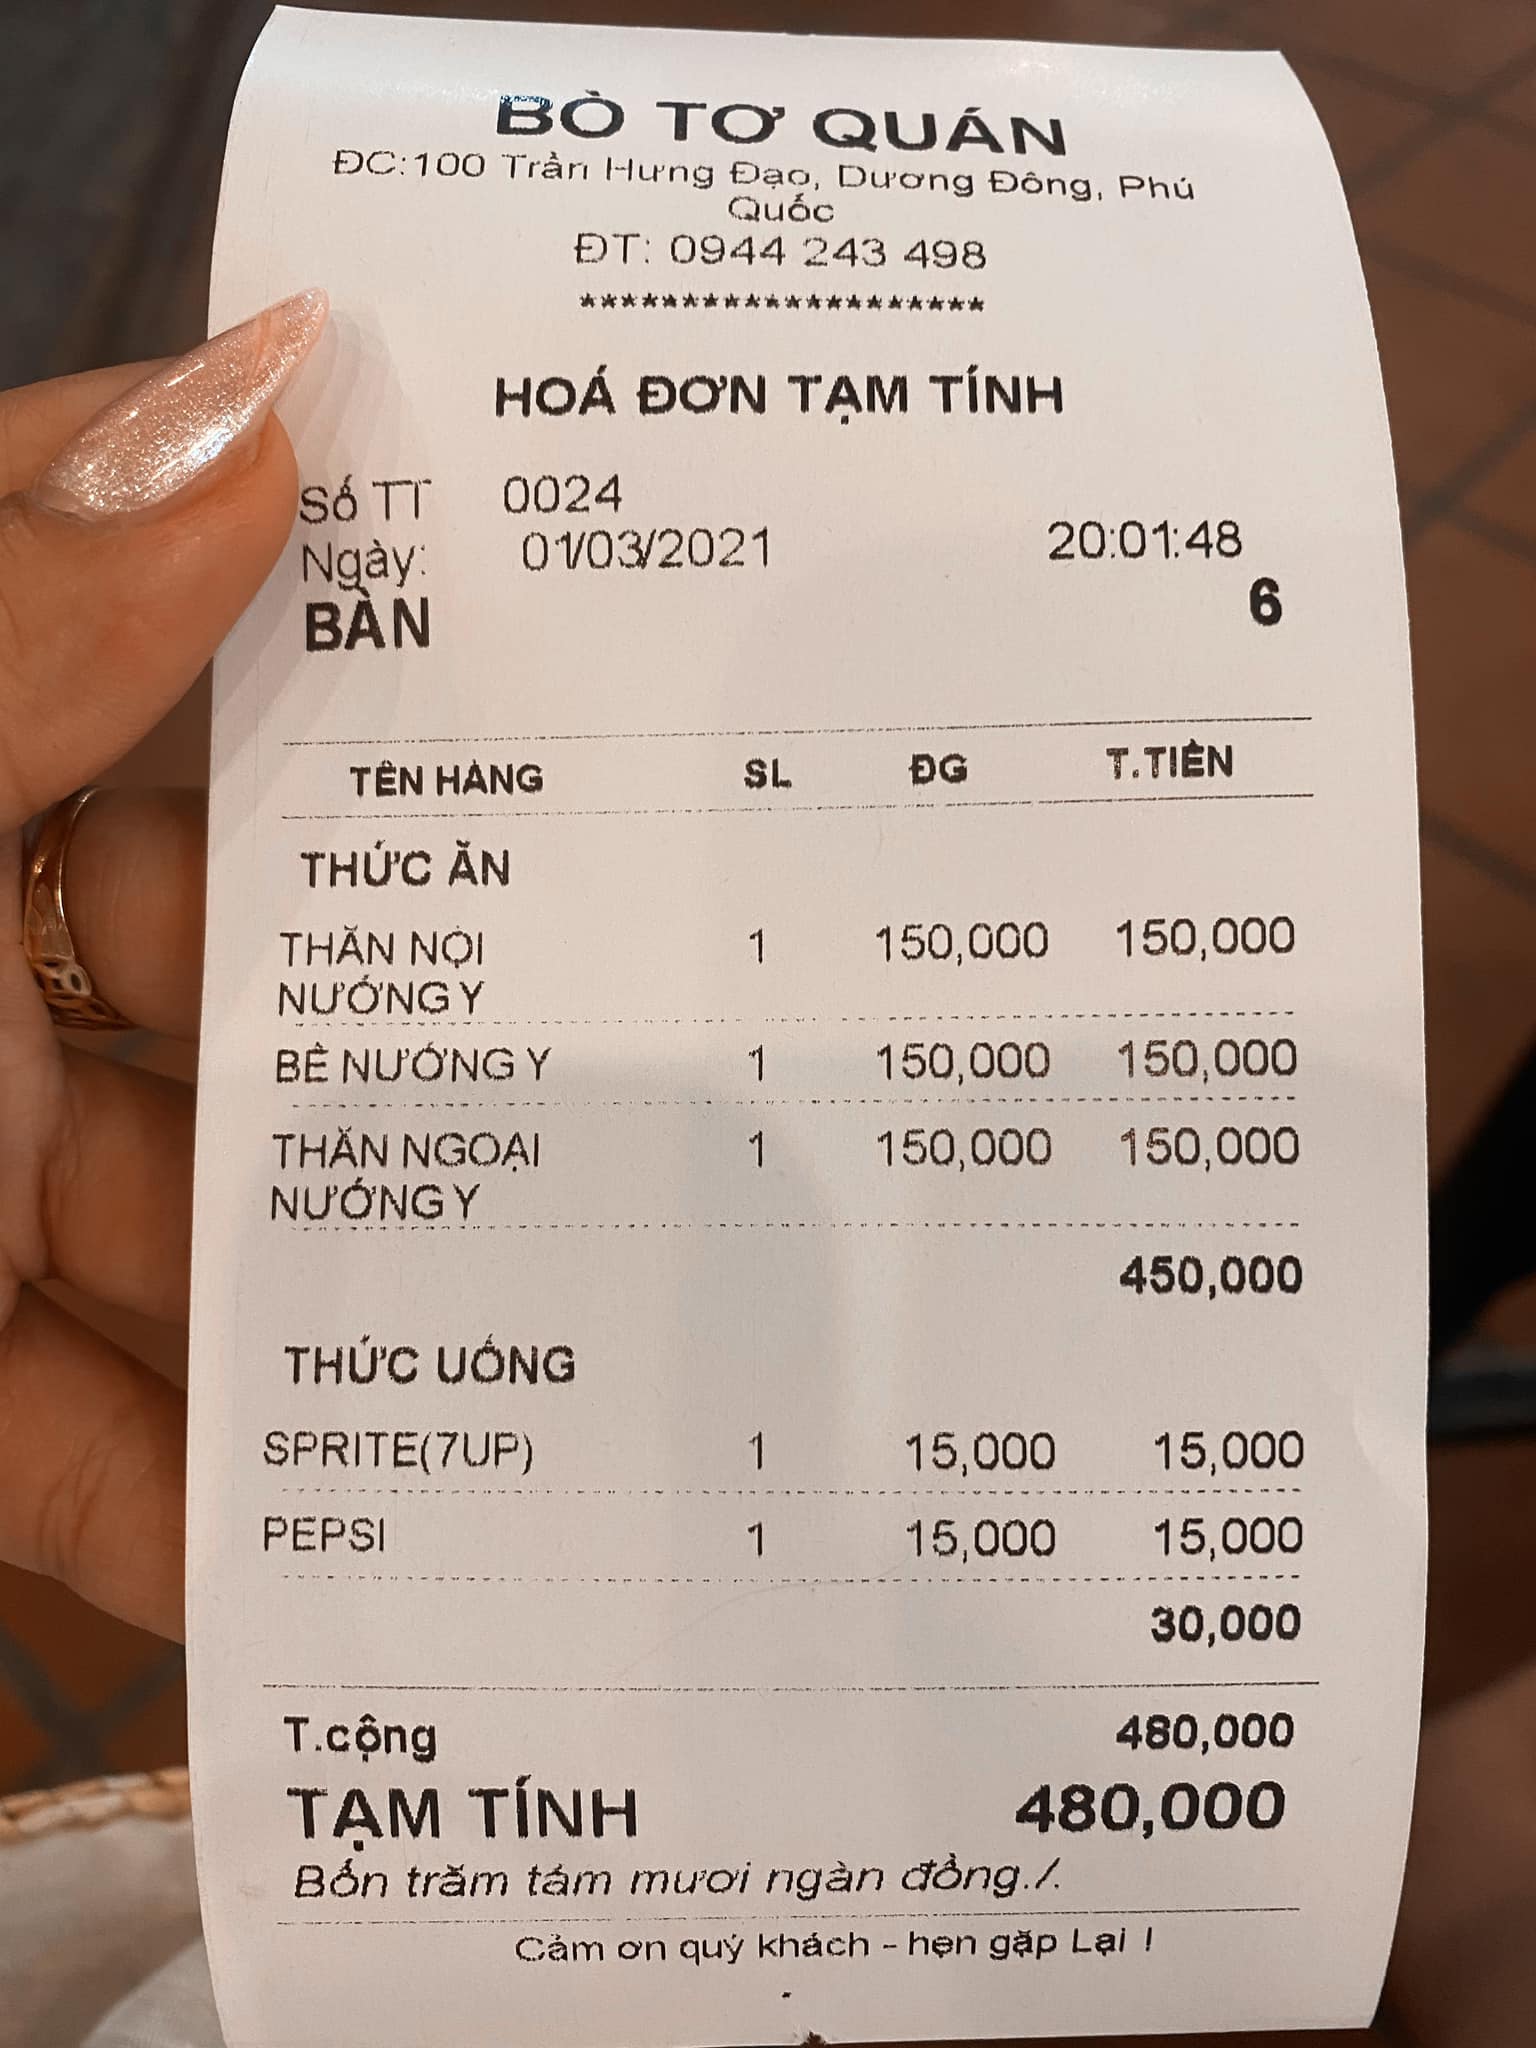 BÒ TƠ QUÁN
ĐC:100 Trần Hưng Đạo, Dương Đông, Phú
Quốc
ĐT: 0944 243 498
********************
HOÁ ĐƠN TẠM TÍNH
Số TT 0024
Ngày: 01/03/2021 20:01:48
BÀN 6
TÊN HÀNG SL ĐG T.TIỀN
THỨC ĂN
THĂN NỘI 1 150,000 150,000
NƯỚNG Y
BÊ NƯỚNG Y 1 150,000 150,000
THĂN NGOẠI 1 150,000 150,000
NƯỚNG Y
450,000
THỨC UỐNG
SPRITE(7UP) 1 15,000 15,000
PEPSI 1 15,000 15,000
30,000
T.cộng 480,000
TẠM TÍNH 480,000
Bốn trăm tám mươi ngàn đồng./.
Cảm ơn quý khách - hẹn gặp Lại !